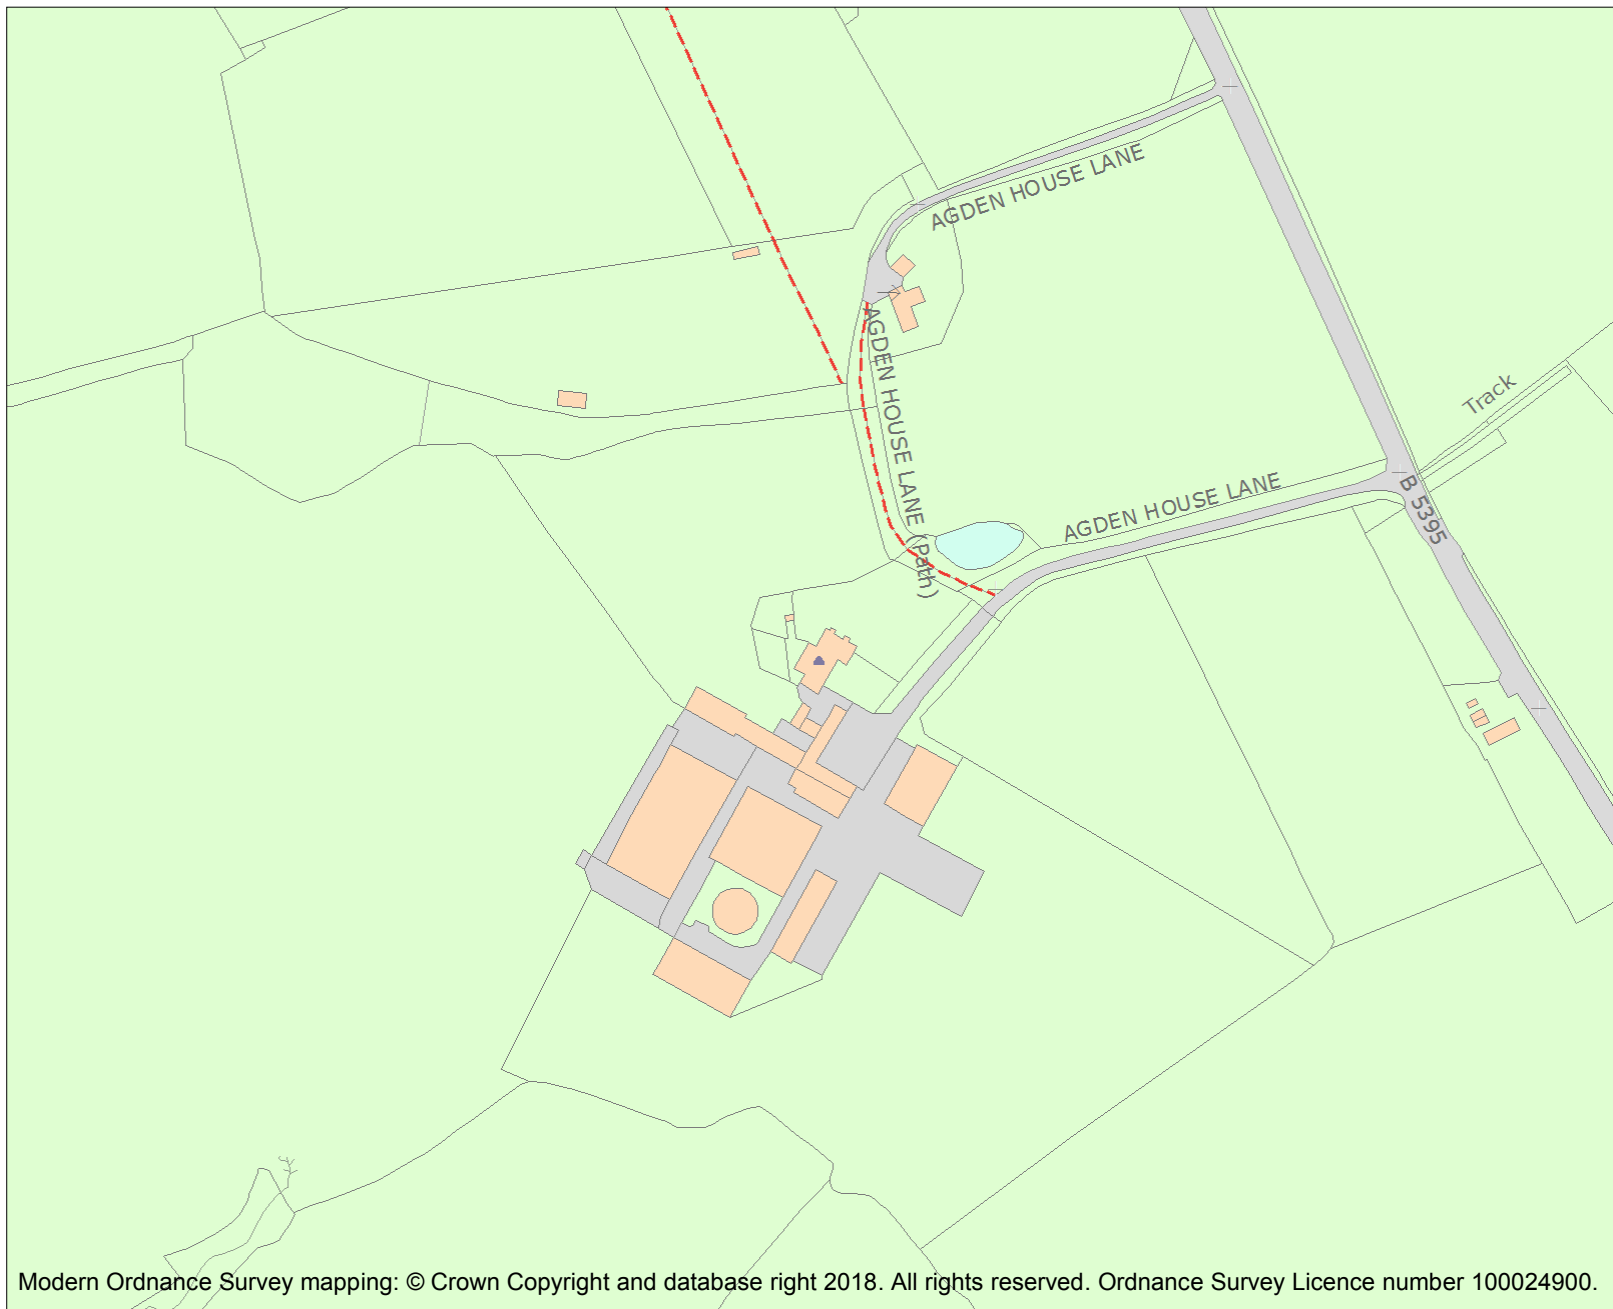 AGDEN HOUSE LANE
AGDEN HOUSE LANE (Path)
Track
AGDEN HOUSE LANE
B 5395
Modern Ordnance Survey mapping: © Crown Copyright and database right 2018. All rights reserved. Ordnance Survey Licence number 100024900.